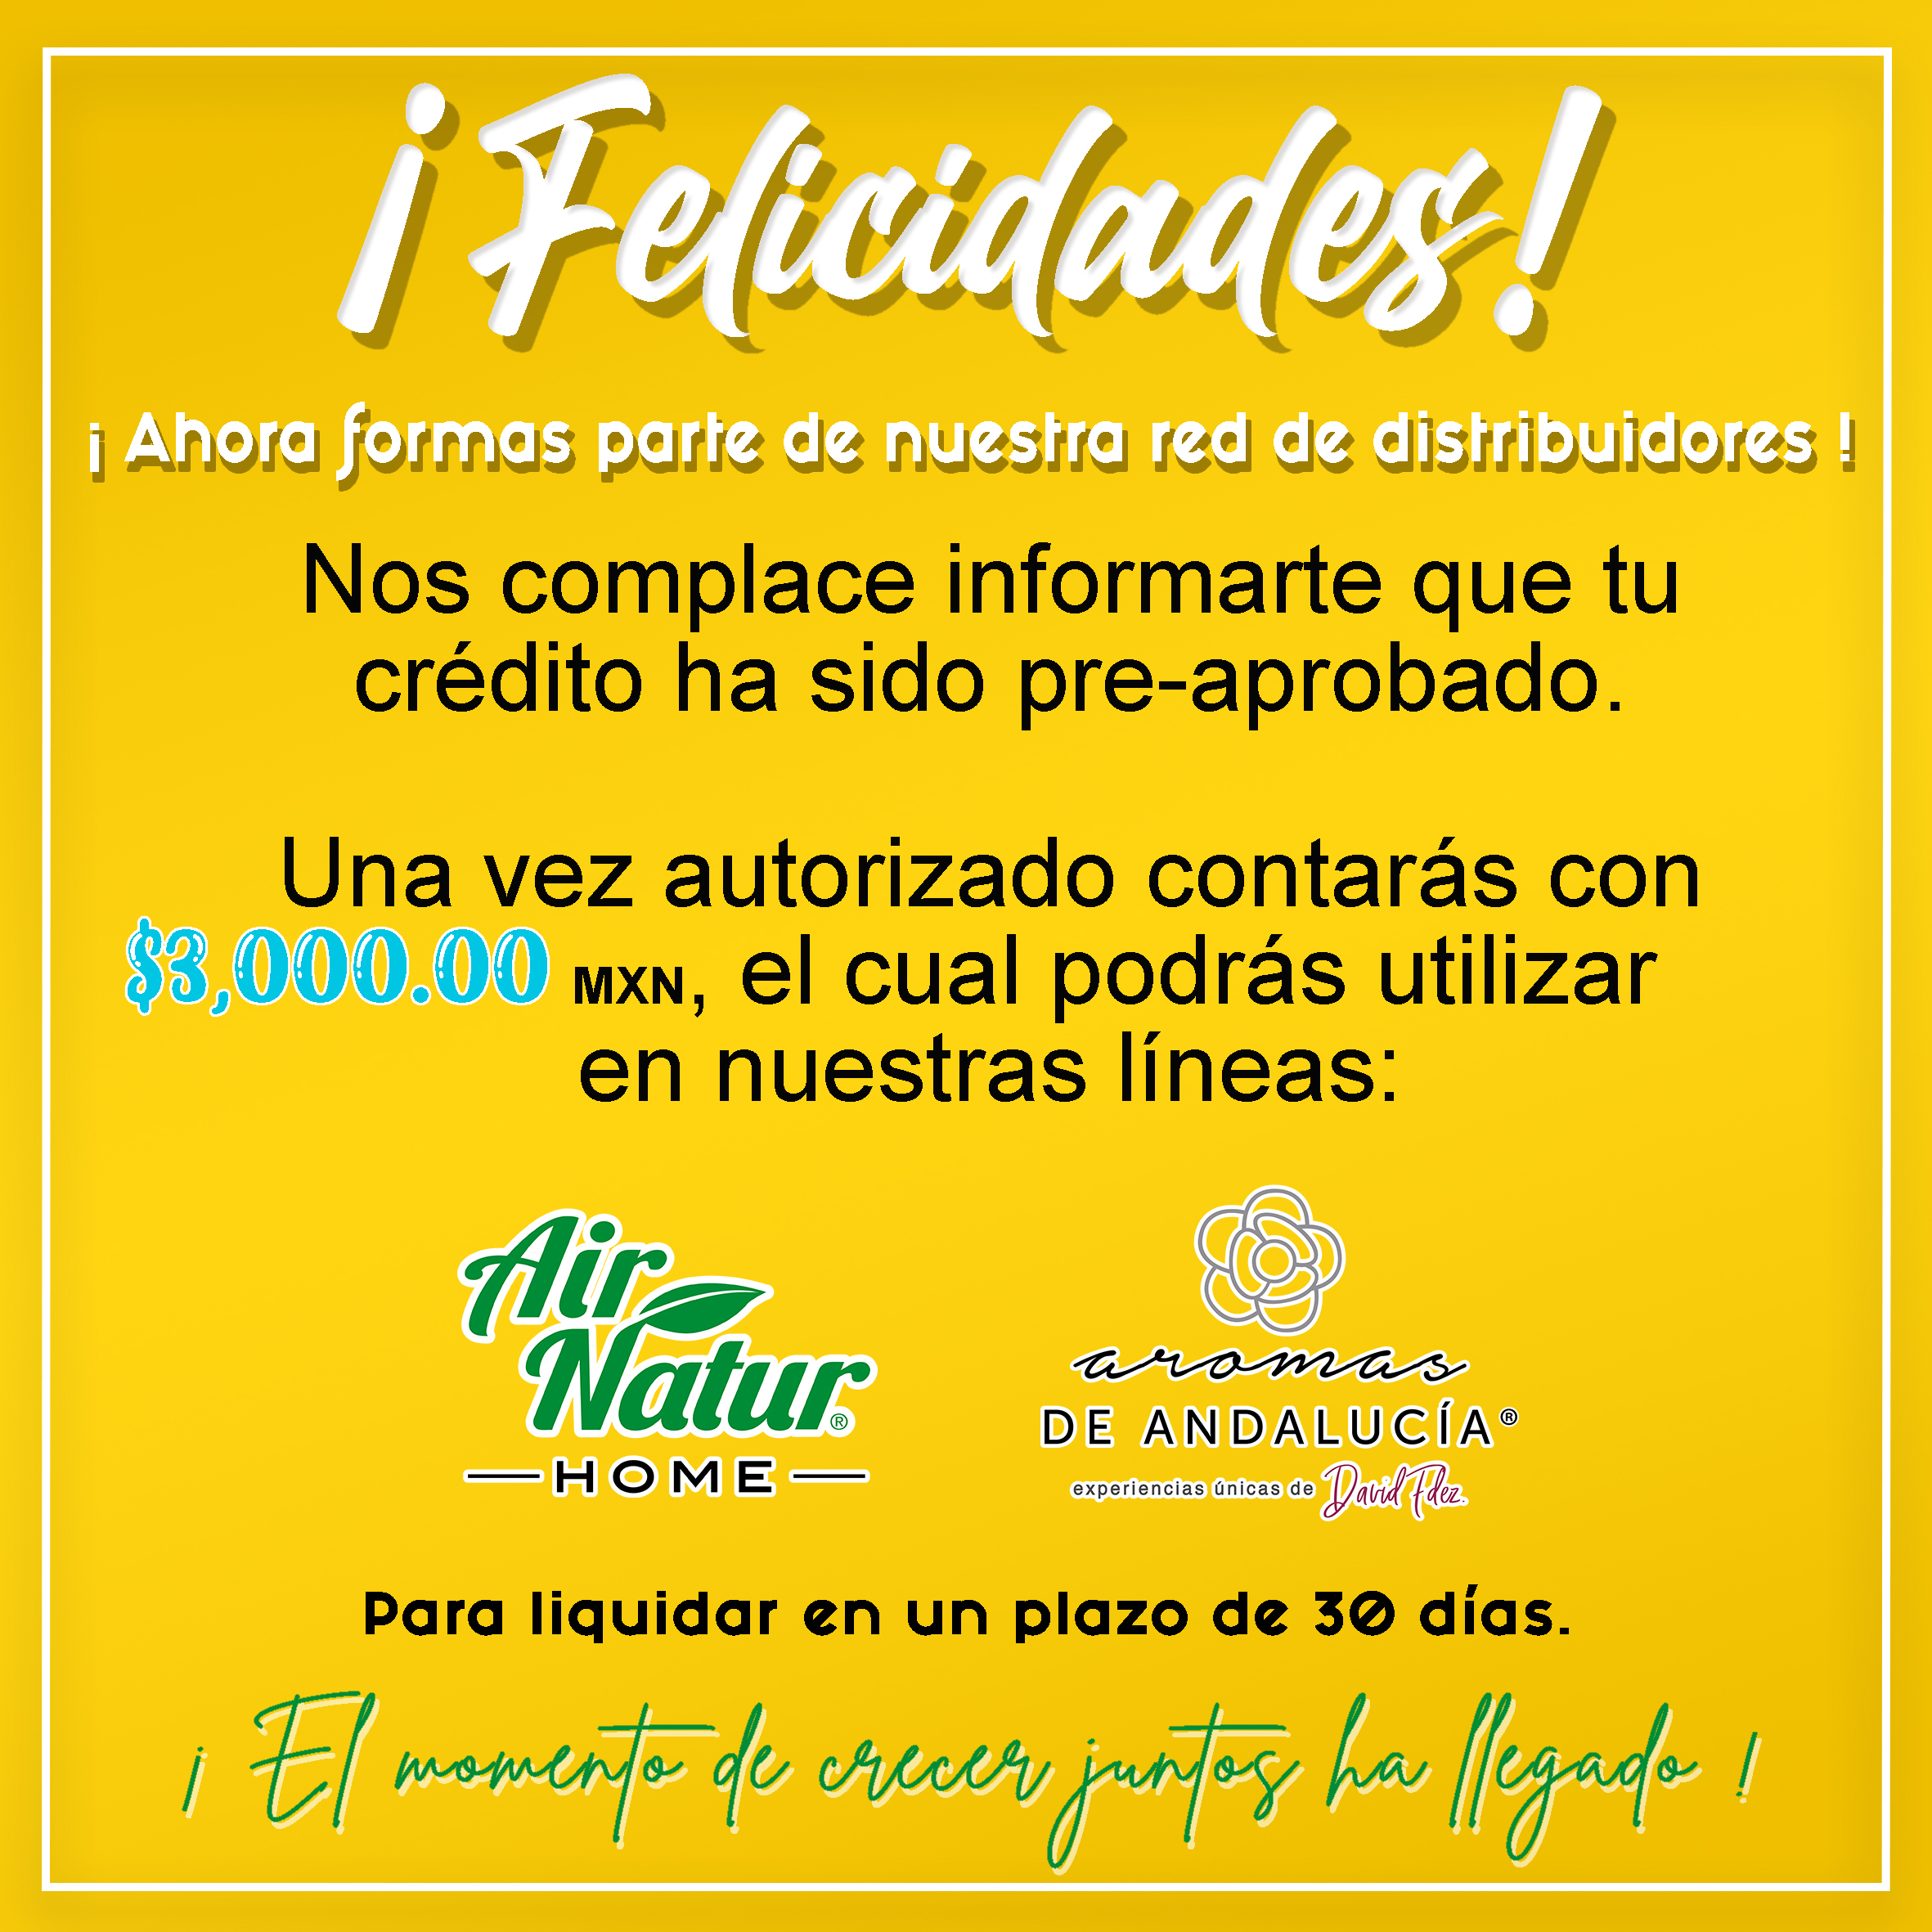 ¡Felicidades!
¡ Ahora formas parte de nuestra red de distribuidores !
Nos complace informarte que tu
crédito ha sido pre-aprobado.
Una vez autorizado contarás con
$3,000.00 MXN, el cual podrás utilizar
en nuestras líneas:
Air
Natur®
HOME
aromas
DE ANDALUCÍA®
experiencias únicas de David Fdez.
Para liquidar en un plazo de 30 días.
¡ El momento de crecer juntos ha llegado !